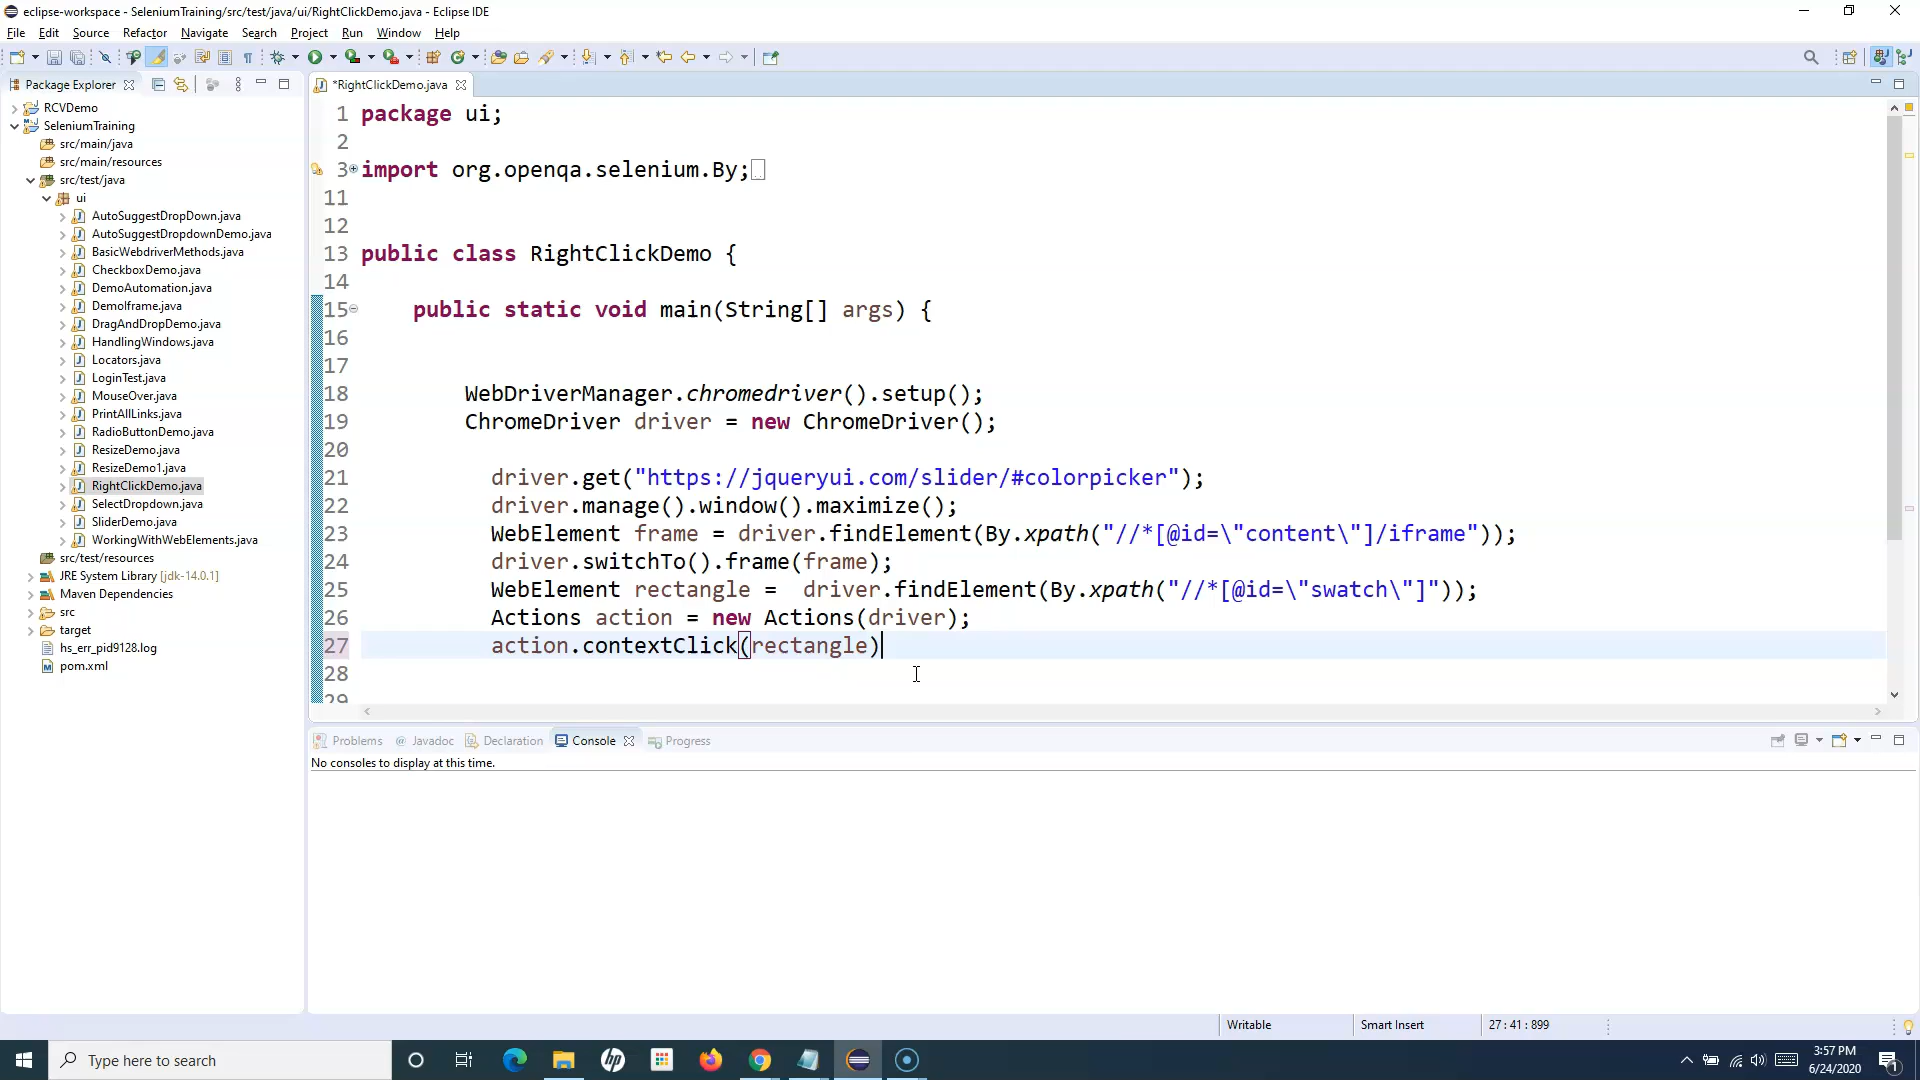 eclipse-workspace - SeleniumTraining/src/test/java/ui/RightClickDemo.java - Eclipse IDE
File Edit Source Refactor Navigate Search Project Run Window Help
Package Explorer
*RightClickDemo.java
RCVDemo
SeleniumTraining
src/main/java
src/main/resources
src/test/java
ui
AutoSuggestDropDown.java
AutoSuggestDropdownDemo.java
BasicWebdriverMethods.java
CheckboxDemo.java
DemoAutomation.java
DemoIframe.java
DragAndDropDemo.java
HandlingWindows.java
Locators.java
LoginTest.java
MouseOver.java
PrintAllLinks.java
RadioButtonDemo.java
ResizeDemo.java
ResizeDemo1.java
RightClickDemo.java
SelectDropdown.java
SliderDemo.java
WorkingWithWebElements.java
src/test/resources
JRE System Library [jdk-14.0.1]
Maven Dependencies
src
target
hs_err_pid9128.log
pom.xml
1 package ui;
2
3 import org.openqa.selenium.By;
11
12
13 public class RightClickDemo {
14
15 public static void main(String[] args) {
16
17
18 WebDriverManager.chromedriver().setup();
19 ChromeDriver driver = new ChromeDriver();
20
21 driver.get("https://jqueryui.com/slider/#colorpicker");
22 driver.manage().window().maximize();
23 WebElement frame = driver.findElement(By.xpath("//*[@id=\"content\"]/iframe"));
24 driver.switchTo().frame(frame);
25 WebElement rectangle =  driver.findElement(By.xpath("//*[@id=\"swatch\"]"));
26 Actions action = new Actions(driver);
27 action.contextClick(rectangle)
28
29
Problems Javadoc Declaration Console Progress
No consoles to display at this time.
Writable Smart Insert 27 : 41 : 899
Type here to search
3:57 PM
6/24/2020